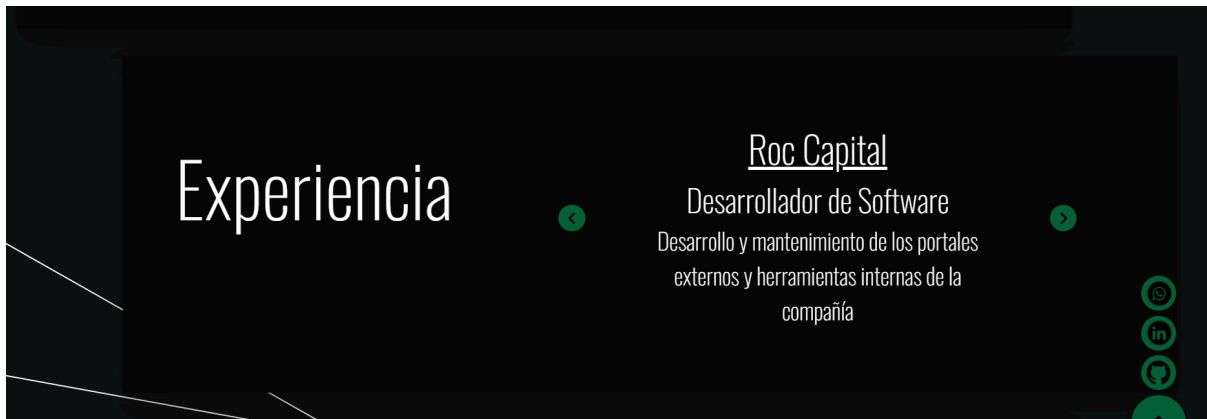 Experiencia
Roc Capital
Desarrollador de Software
Desarrollo y mantenimiento de los portales
externos y herramientas internas de la
compañía